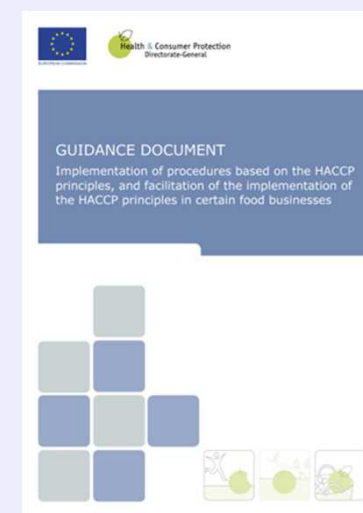 Health & Consumer Protection
Directorate-General
EUROPEAN COMMISSION
GUIDANCE DOCUMENT
Implementation of procedures based on the HACCP
principles, and facilitation of the implementation of
the HACCP principles in certain food businesses